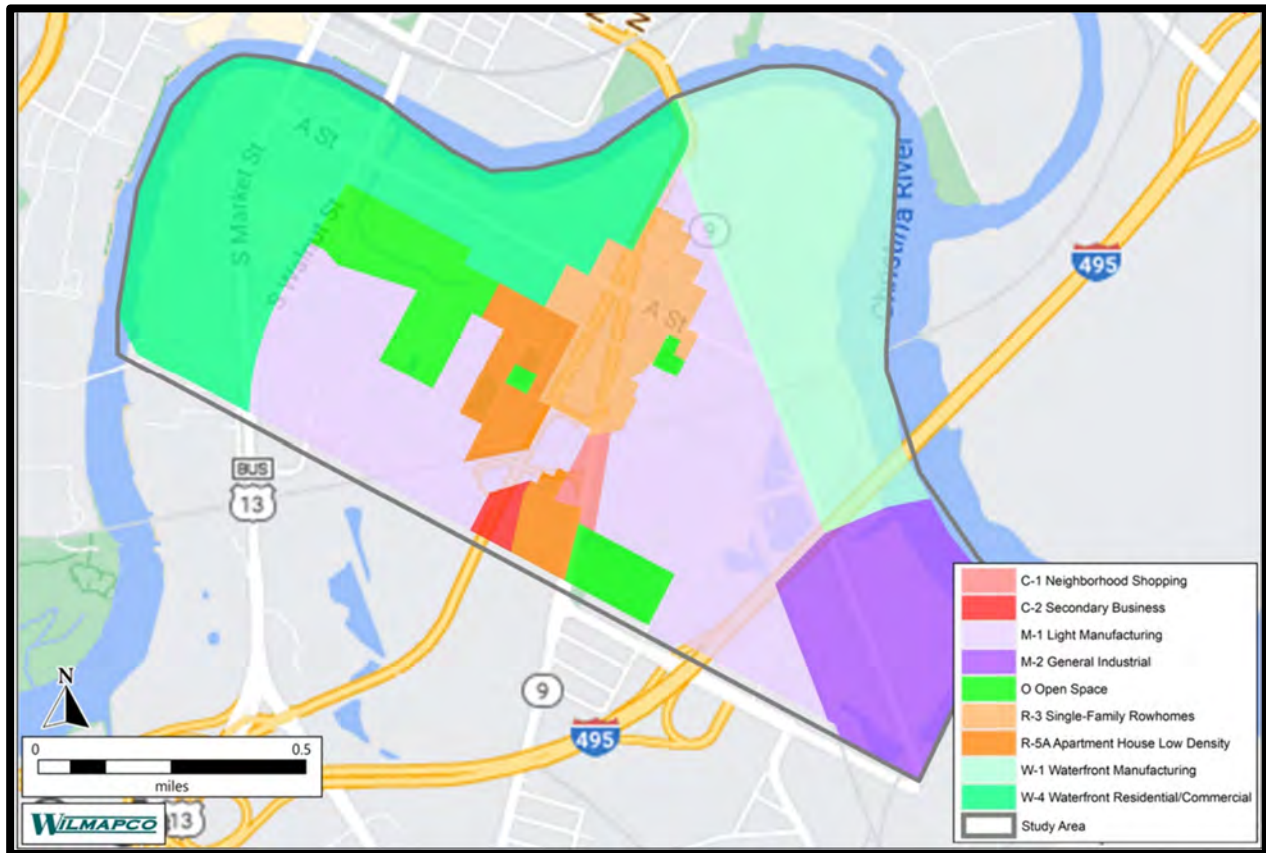 A St
S Market St
S Walnut St
9
A St
Christina River
495
BUS
13
9
495
N
0 0.5
miles
WILMAPCO
13
C-1 Neighborhood Shopping
C-2 Secondary Business
M-1 Light Manufacturing
M-2 General Industrial
O Open Space
R-3 Single-Family Rowhomes
R-5A Apartment House Low Density
W-1 Waterfront Manufacturing
W-4 Waterfront Residential/Commercial
Study Area